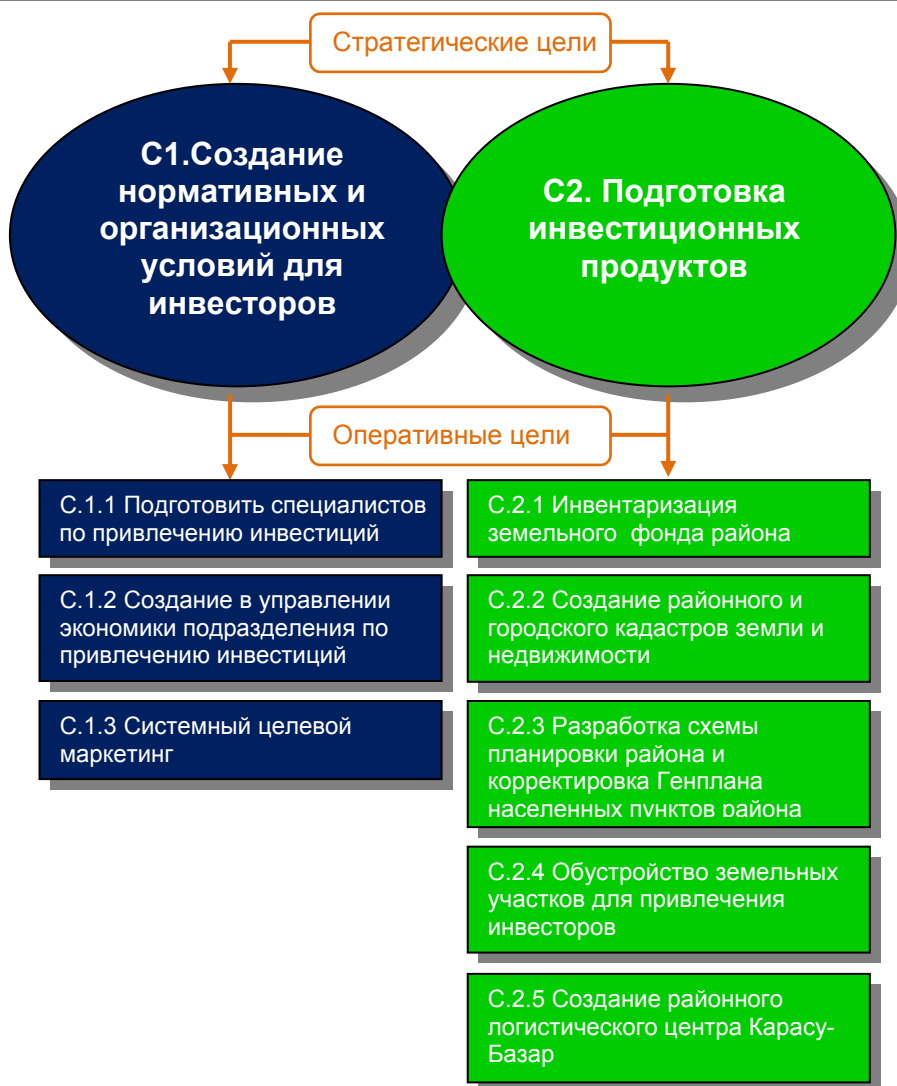 Стратегические цели
С1.Создание
нормативных и
организационных
условий для
инвесторов
С2. Подготовка
инвестиционных
продуктов
Оперативные цели
С.1.1 Подготовить специалистов
по привлечению инвестиций
С.1.2 Создание в управлении
экономики подразделения по
привлечению инвестиций
С.1.3 Системный целевой
маркетинг
С.2.1 Инвентаризация
земельного фонда района
С.2.2 Создание районного и
городского кадастров земли и
недвижимости
С.2.3 Разработка схемы
планировки района и
корректировка Генплана
населенных пунктов района
С.2.4 Обустройство земельных
участков для привлечения
инвесторов
С.2.5 Создание районного
логистического центра Карасу-
Базар